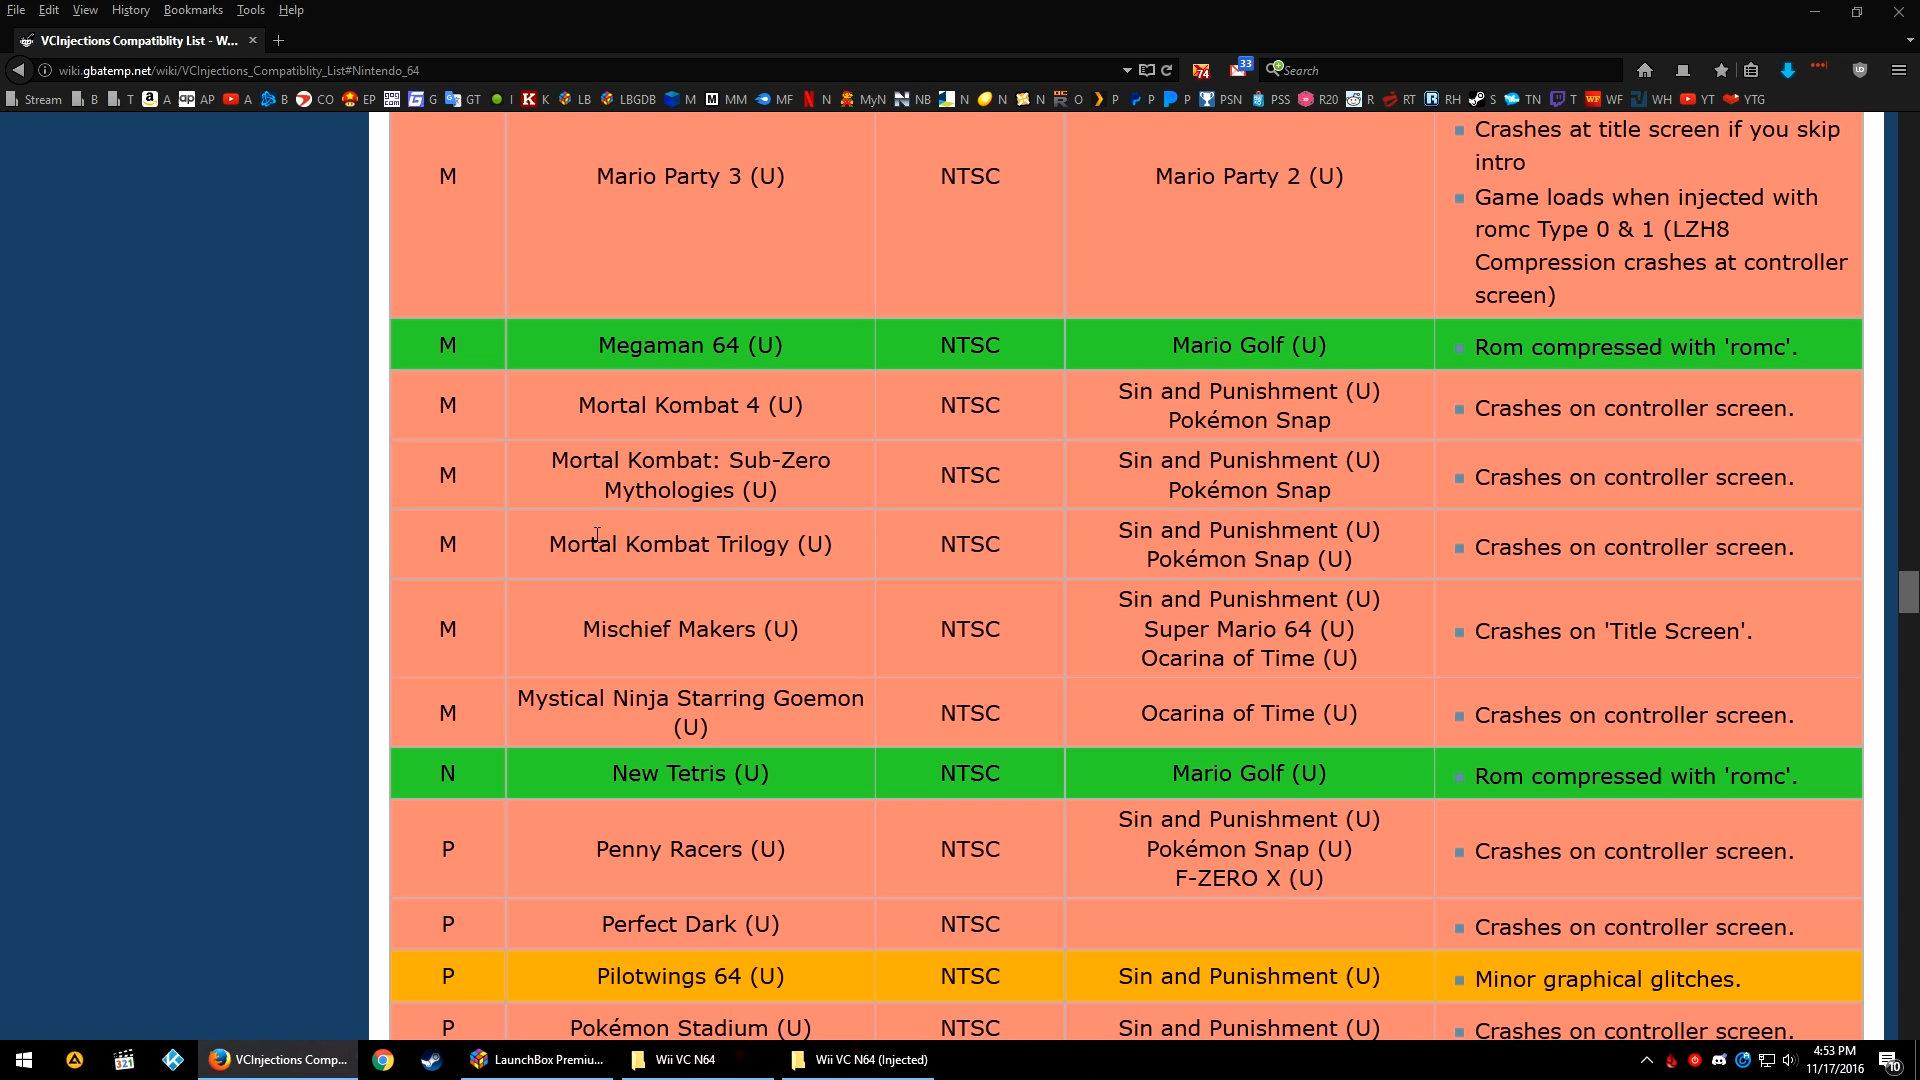 File Edit View History Bookmarks Tools Help
VCInjections Compatiblity List - W...
wiki.gbatemp.net/wiki/VCInjections_Compatiblity_List#Nintendo_64
74
33
Search
Stream B T A AP A B CO EP G GT I K LB LBGDB M MM MF N MyN NB N N N O P P P PSN PSS R20 R RT RH S TN T WF WH YT YTG
M Mario Party 3 (U) NTSC Mario Party 2 (U)
Crashes at title screen if you skip
intro
Game loads when injected with
romc Type 0 & 1 (LZH8
Compression crashes at controller
screen)
M Megaman 64 (U) NTSC Mario Golf (U) Rom compressed with 'romc'.
M Mortal Kombat 4 (U) NTSC Sin and Punishment (U)
Pokémon Snap
Crashes on controller screen.
M Mortal Kombat: Sub-Zero
Mythologies (U)
NTSC Sin and Punishment (U)
Pokémon Snap
Crashes on controller screen.
M Mortal Kombat Trilogy (U) NTSC Sin and Punishment (U)
Pokémon Snap (U)
Crashes on controller screen.
M Mischief Makers (U) NTSC Sin and Punishment (U)
Super Mario 64 (U)
Ocarina of Time (U)
Crashes on 'Title Screen'.
M Mystical Ninja Starring Goemon
(U)
NTSC Ocarina of Time (U) Crashes on controller screen.
N New Tetris (U) NTSC Mario Golf (U) Rom compressed with 'romc'.
P Penny Racers (U) NTSC Sin and Punishment (U)
Pokémon Snap (U)
F-ZERO X (U)
Crashes on controller screen.
P Perfect Dark (U) NTSC Crashes on controller screen.
P Pilotwings 64 (U) NTSC Sin and Punishment (U) Minor graphical glitches.
P Pokémon Stadium (U) NTSC Sin and Punishment (U) Crashes on controller screen.
321
VCInjections Comp...
LaunchBox Premiu...
Wii VC N64
Wii VC N64 (Injected)
4:53 PM
11/17/2016
10